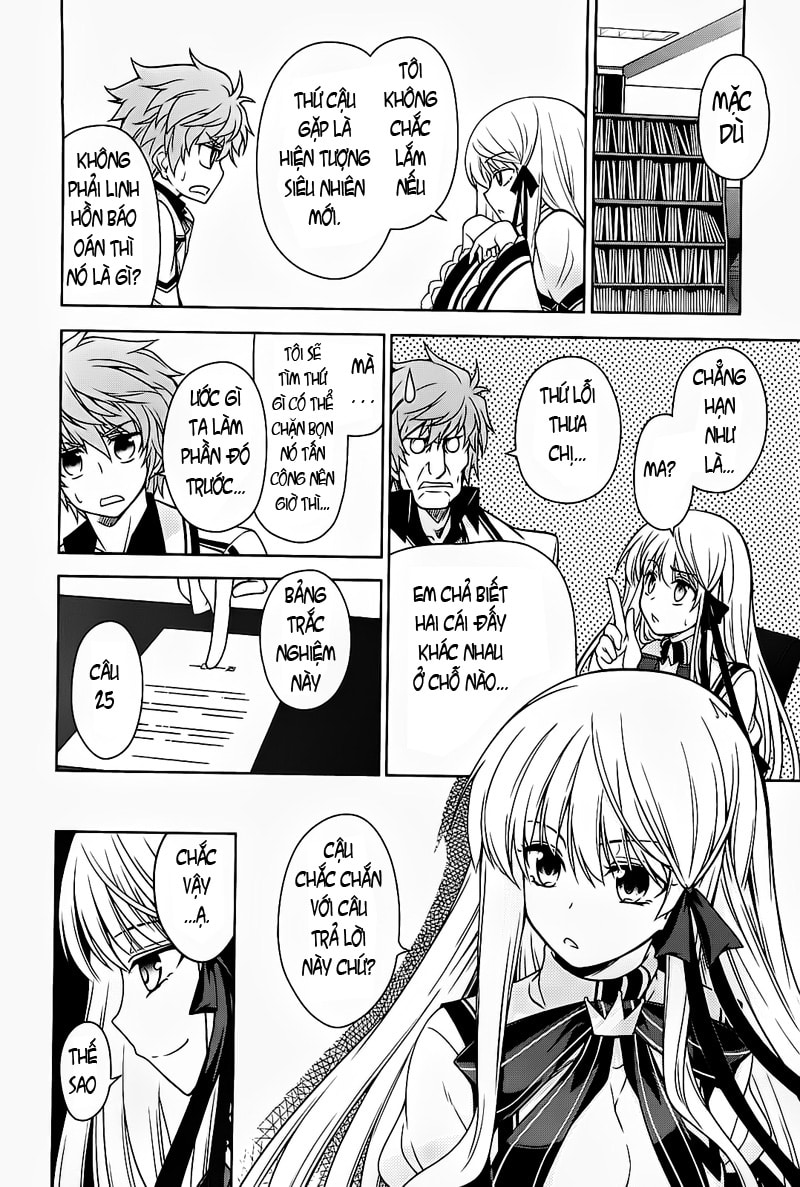 MẶC
DÙ
TÔI
KHÔNG
CHẮC
LẮM
NẾU
THỨ CẬU
GẶP LÀ
HIỆN TƯỢNG
SIÊU NHIÊN
MỚI.
KHÔNG
PHẢI LINH
HỒN BÁO
OÁN THÌ
NÓ LÀ GÌ?
CHẲNG
HẠN NHƯ
LÀ...
MA?
THỨ LỖI
THƯA
CHỊ...
EM CHẢ BIẾT
HAI CÁI ĐẤY
KHÁC NHAU
Ở CHỖ NÀO...
MÀ
...
TÔI SẼ
TÌM THỨ
GÌ CÓ THỂ
CHẶN BỌN
NÓ TẤN
CÔNG NÊN
GIỜ THÌ...
ƯỚC GÌ
TA LÀM
PHẦN ĐÓ
TRƯỚC...
BẢNG
TRẮC
NGHIỆM
NÀY
CÂU
25
CẬU
CHẮC CHẮN
VỚI CÂU
TRẢ LỜI
NÀY CHỨ?
CHẮC
VẬY
...Ạ.
THẾ
SAO